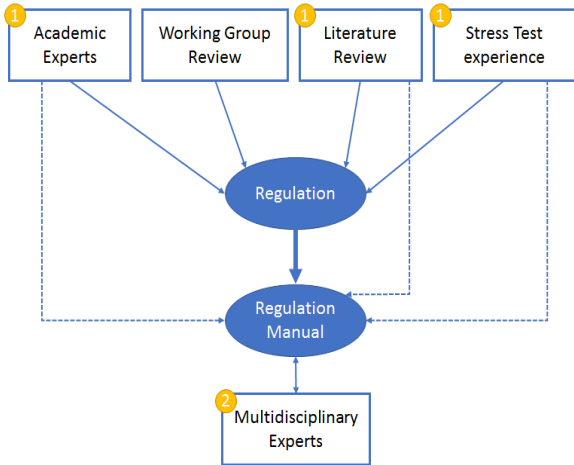 1
Academic
Experts
Working Group
Review
1
Literature
Review
1
Stress Test
experience
Regulation
Regulation
Manual
2
Multidisciplinary
Experts